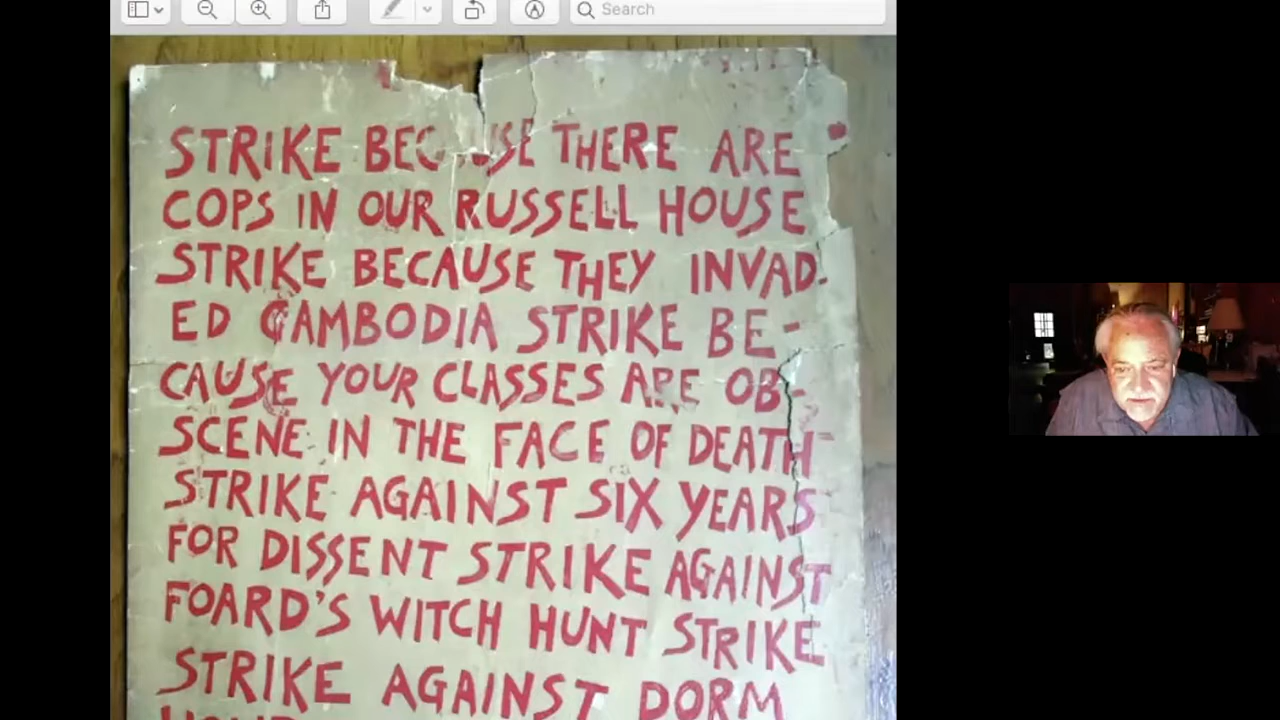 Search
STRIKE BECAUSE THERE ARE
COPS IN OUR RUSSELL HOUSE
STRIKE BECAUSE THEY INVAD-
ED CAMBODIA STRIKE BE-
CAUSE YOUR CLASSES ARE OB-
SCENE IN THE FACE OF DEATH
STRIKE AGAINST SIX YEARS
FOR DISSENT STRIKE AGAINST
FOARD'S WITCH HUNT STRIKE
STRIKE AGAINST DORM